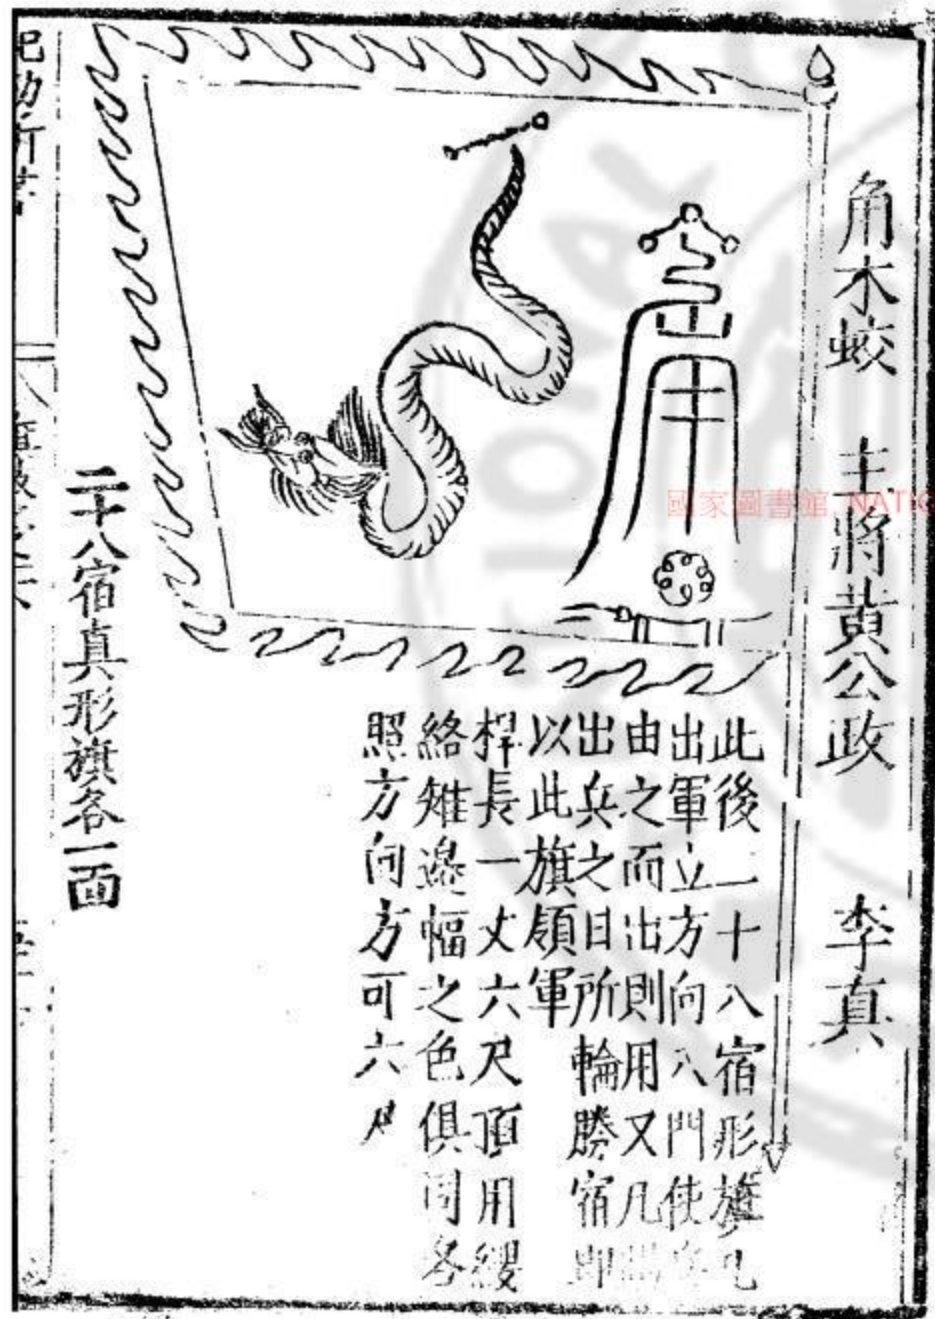 角木蛟 主將黄公政 李真
此後二十八宿形旗凡
出軍立方向八門使
由之而出則用又凡
出兵之日所輪勝宿即
以此旗領軍
桿長一丈六尺頂用纓
絡雉邊幅之色俱同各
照方向方可六尺
二十八宿真形旗各一面
國家圖書館 NATIO